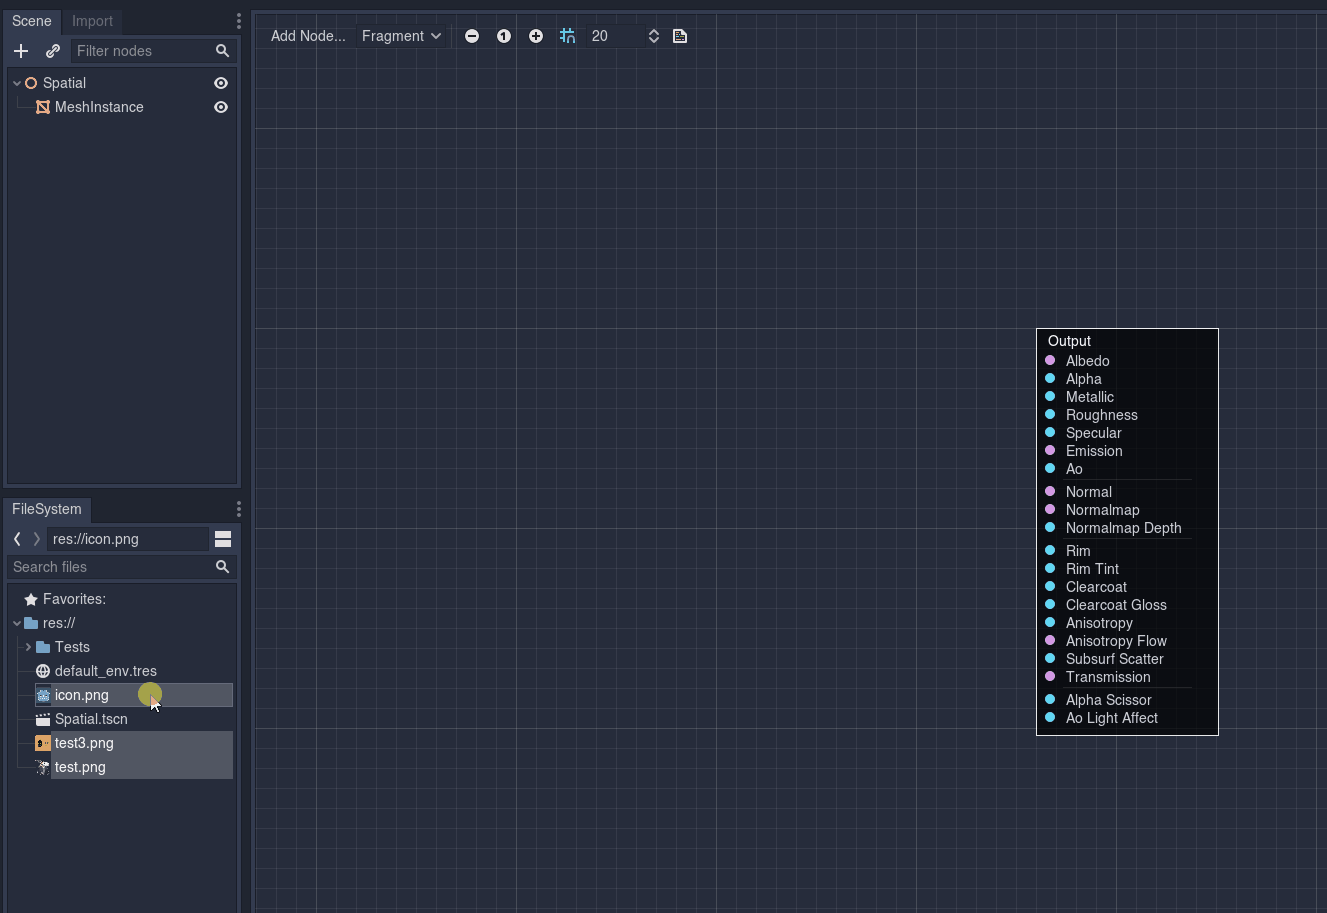 Scene Import
Filter nodes
Spatial
MeshInstance
FileSystem
res://icon.png
Search files
Favorites:
res://
Tests
default_env.tres
icon.png
Spatial.tscn
test3.png
test.png
Add Node... Fragment 1 20
Output
Albedo
Alpha
Metallic
Roughness
Specular
Emission
Ao
Normal
Normalmap
Normalmap Depth
Rim
Rim Tint
Clearcoat
Clearcoat Gloss
Anisotropy
Anisotropy Flow
Subsurf Scatter
Transmission
Alpha Scissor
Ao Light Affect